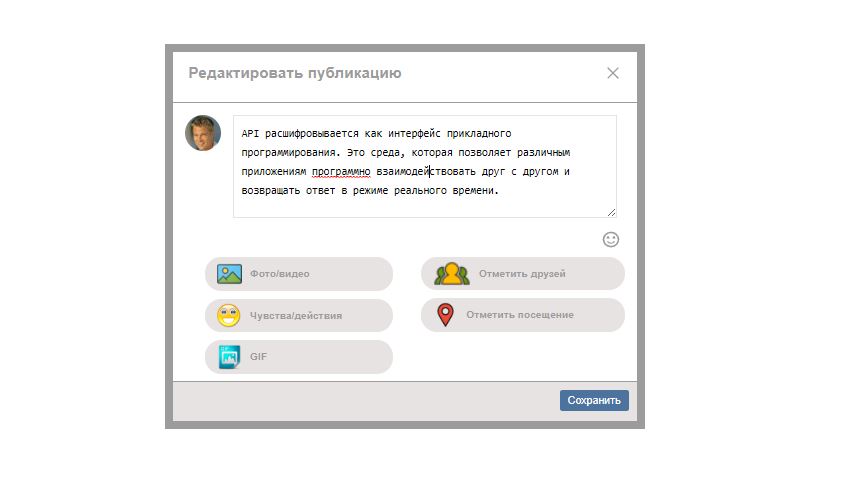 Редактировать публикацию
API расшифровывается как интерфейс прикладного
программирования. Это среда, которая позволяет различным
приложениям программно взаимодействовать друг с другом и
возвращать ответ в режиме реального времени.
Фото/видео
Отметить друзей
Чувства/действия
Отметить посещение
GIF
Сохранить